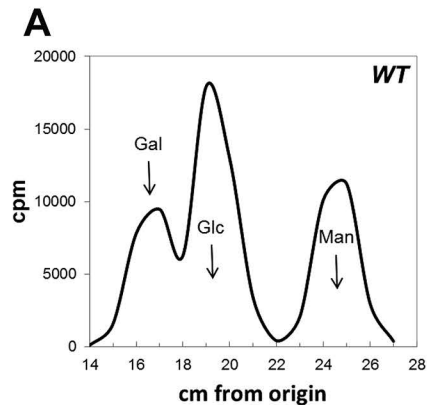 A
WT
20000
15000
10000
5000
0
cpm
Gal
Glc
Man
14 16 18 20 22 24 26 28
cm from origin